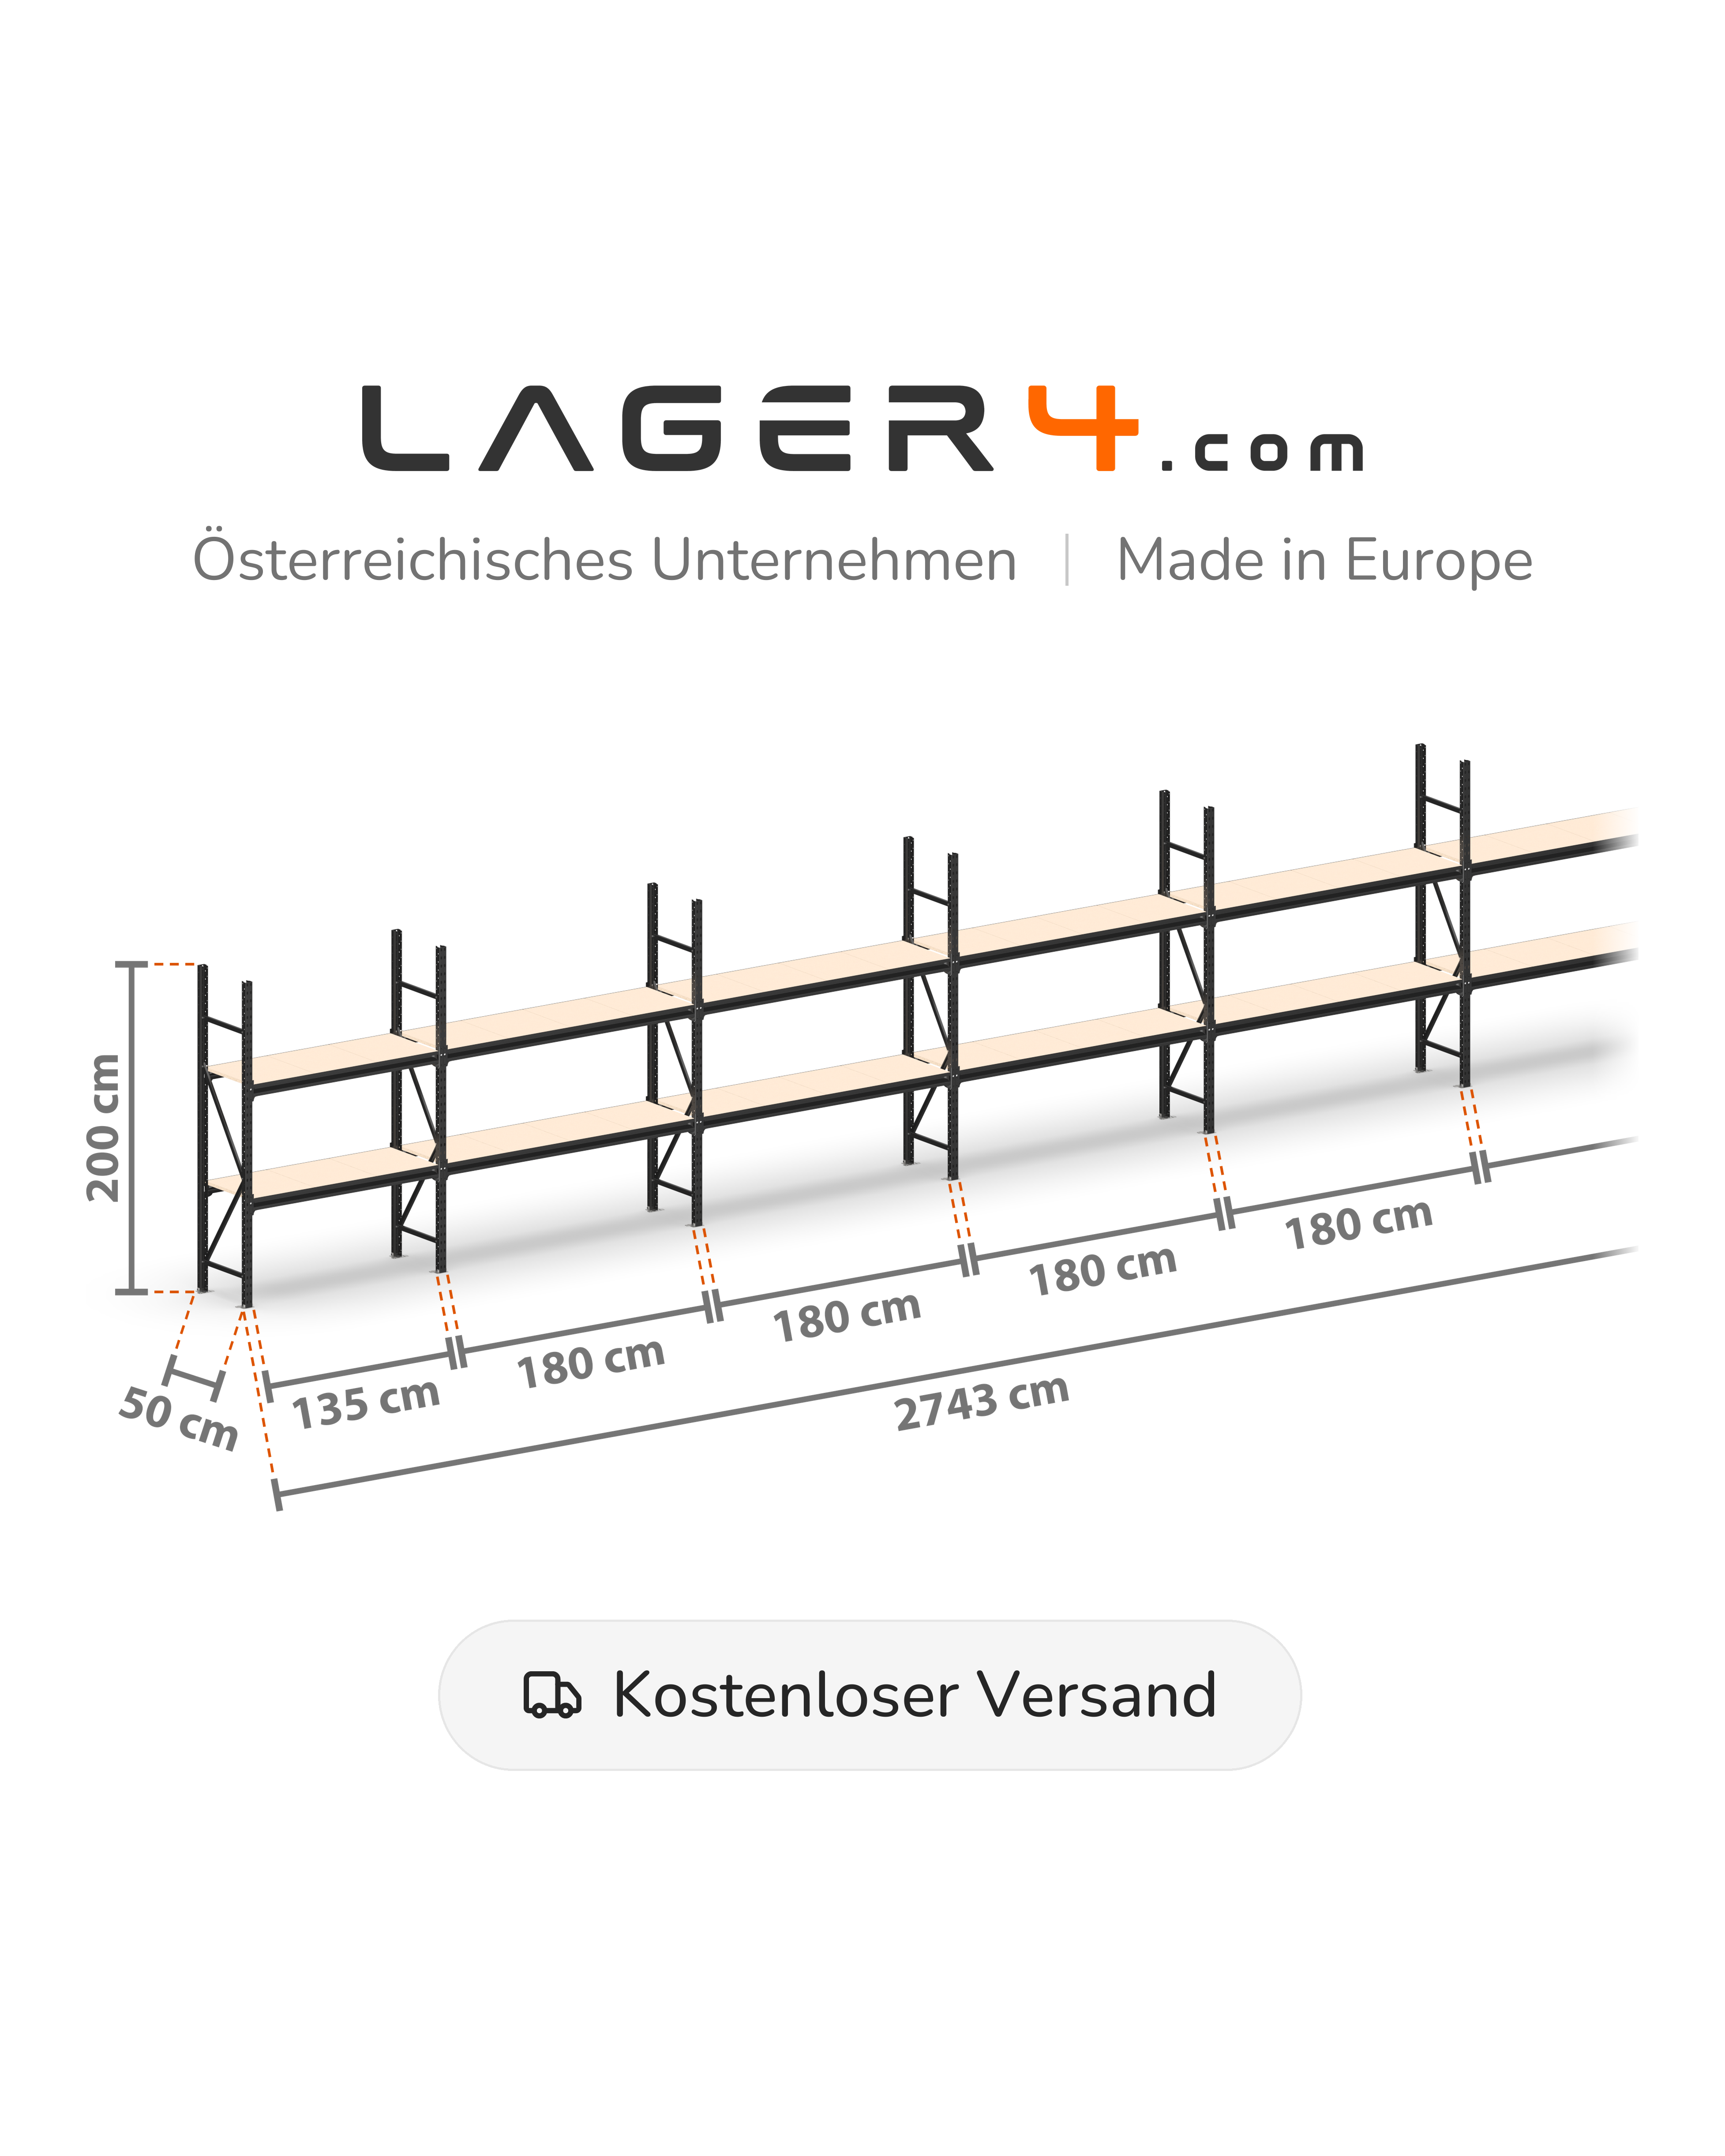 LAGER4.com
Österreichisches Unternehmen | Made in Europe
200 cm
50 cm
135 cm
180 cm
180 cm
180 cm
180 cm
2743 cm
Kostenloser Versand